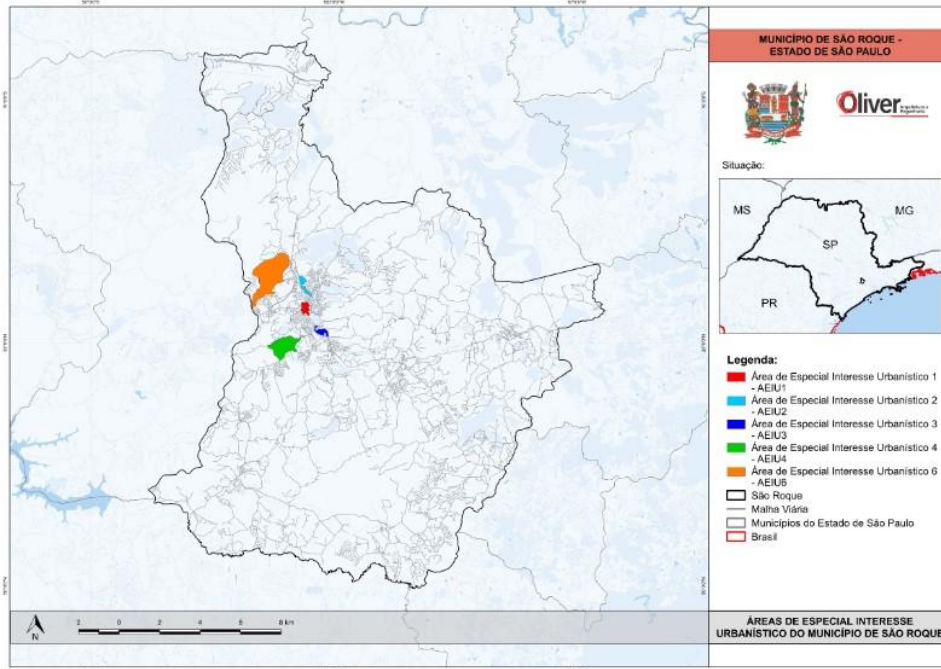 MUNICÍPIO DE SÃO ROQUE -
ESTADO DE SÃO PAULO
Oliver
Situação:
MS
MG
SP
PR
Legenda:
Área de Especial Interesse Urbanístico 1
- AEIU1
Área de Especial Interesse Urbanístico 2
- AEIU2
Área de Especial Interesse Urbanístico 3
- AEIU3
Área de Especial Interesse Urbanístico 4
- AEIU4
Área de Especial Interesse Urbanístico 6
- AEIU6
São Roque
Malha Viária
Municípios do Estado de São Paulo
Brasil
N
2 0 2 4 6 8 km
ÁREAS DE ESPECIAL INTERESSE
URBANÍSTICO DO MUNICÍPIO DE SÃO ROQUE